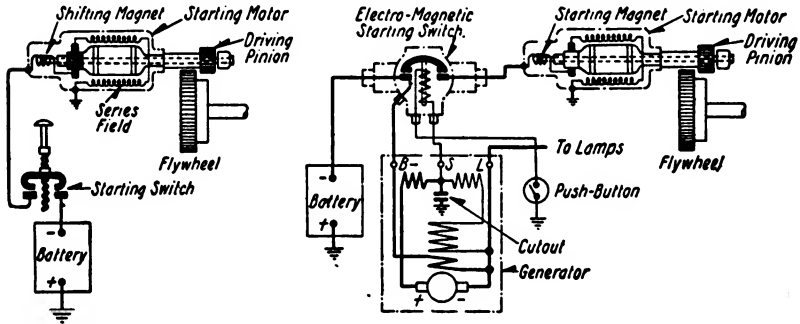 Shifting Magnet
Starting Motor
Driving
Pinion
Series
Field
Flywheel
Starting Switch
-
Battery
+
Electro-Magnetic
Starting Switch.
Starting Magnet
Starting Motor
Driving
Pinion
Flywheel
B- S L
To Lamps
Push-Button
-
Battery
+
Cutout
Generator
+ -